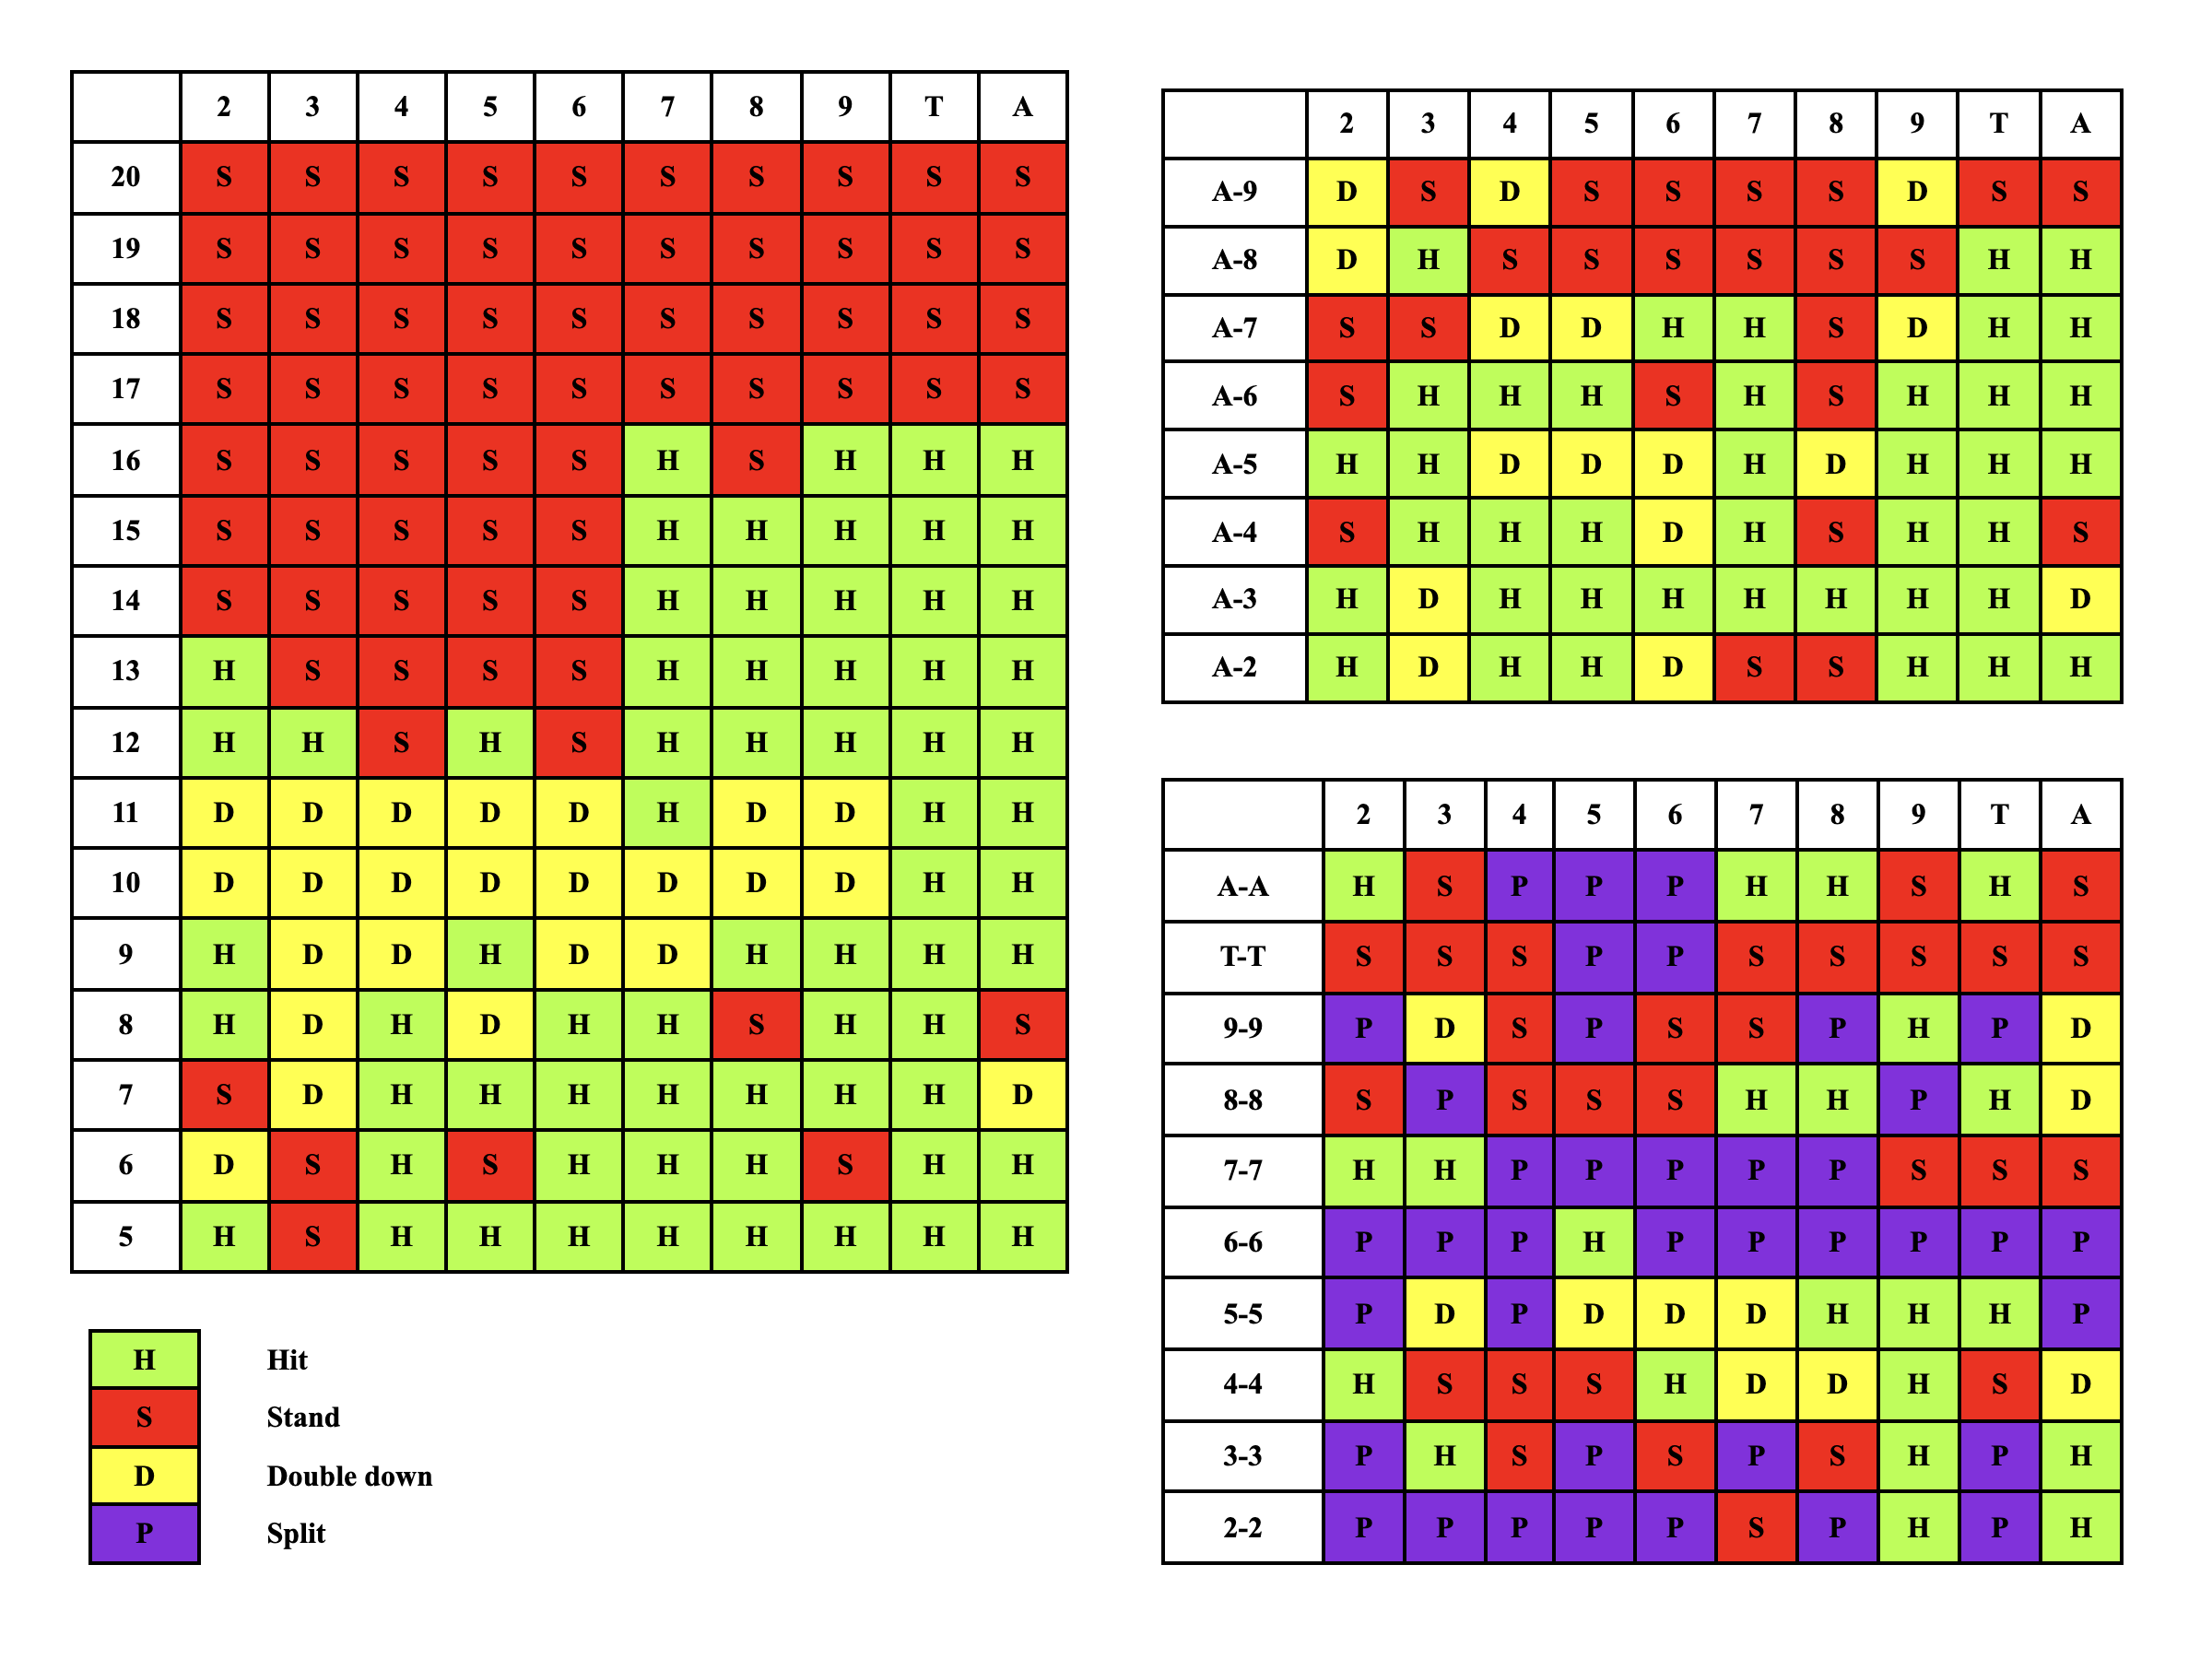 2 3 4 5 6 7 8 9 T A
20 S S S S S S S S S S
19 S S S S S S S S S S
18 S S S S S S S S S S
17 S S S S S S S S S S
16 S S S S S H S H H H
15 S S S S S H H H H H
14 S S S S S H H H H H
13 H S S S S H H H H H
12 H H S H S H H H H H
11 D D D D D H D D H H
10 D D D D D D D D H H
9 H D D H D D H H H H
8 H D H D H H S H H S
7 S D H H H H H H H D
6 D S H S H H H S H H
5 H S H H H H H H H H
H Hit
S Stand
D Double down
P Split
2 3 4 5 6 7 8 9 T A
A-9 D S D S S S S D S S
A-8 D H S S S S S S H H
A-7 S S D D H H S D H H
A-6 S H H H S H S H H H
A-5 H H D D D H D H H H
A-4 S H H H D H S H H S
A-3 H D H H H H H H H D
A-2 H D H H D S S H H H
2 3 4 5 6 7 8 9 T A
A-A H S P P P H H S H S
T-T S S S P P S S S S S
9-9 P D S P S S P H P D
8-8 S P S S S H H P H D
7-7 H H P P P P P S S S
6-6 P P P H P P P P P P
5-5 P D P D D D H H H P
4-4 H S S S H D D H S D
3-3 P H S P S P S H P H
2-2 P P P P P S P H P H